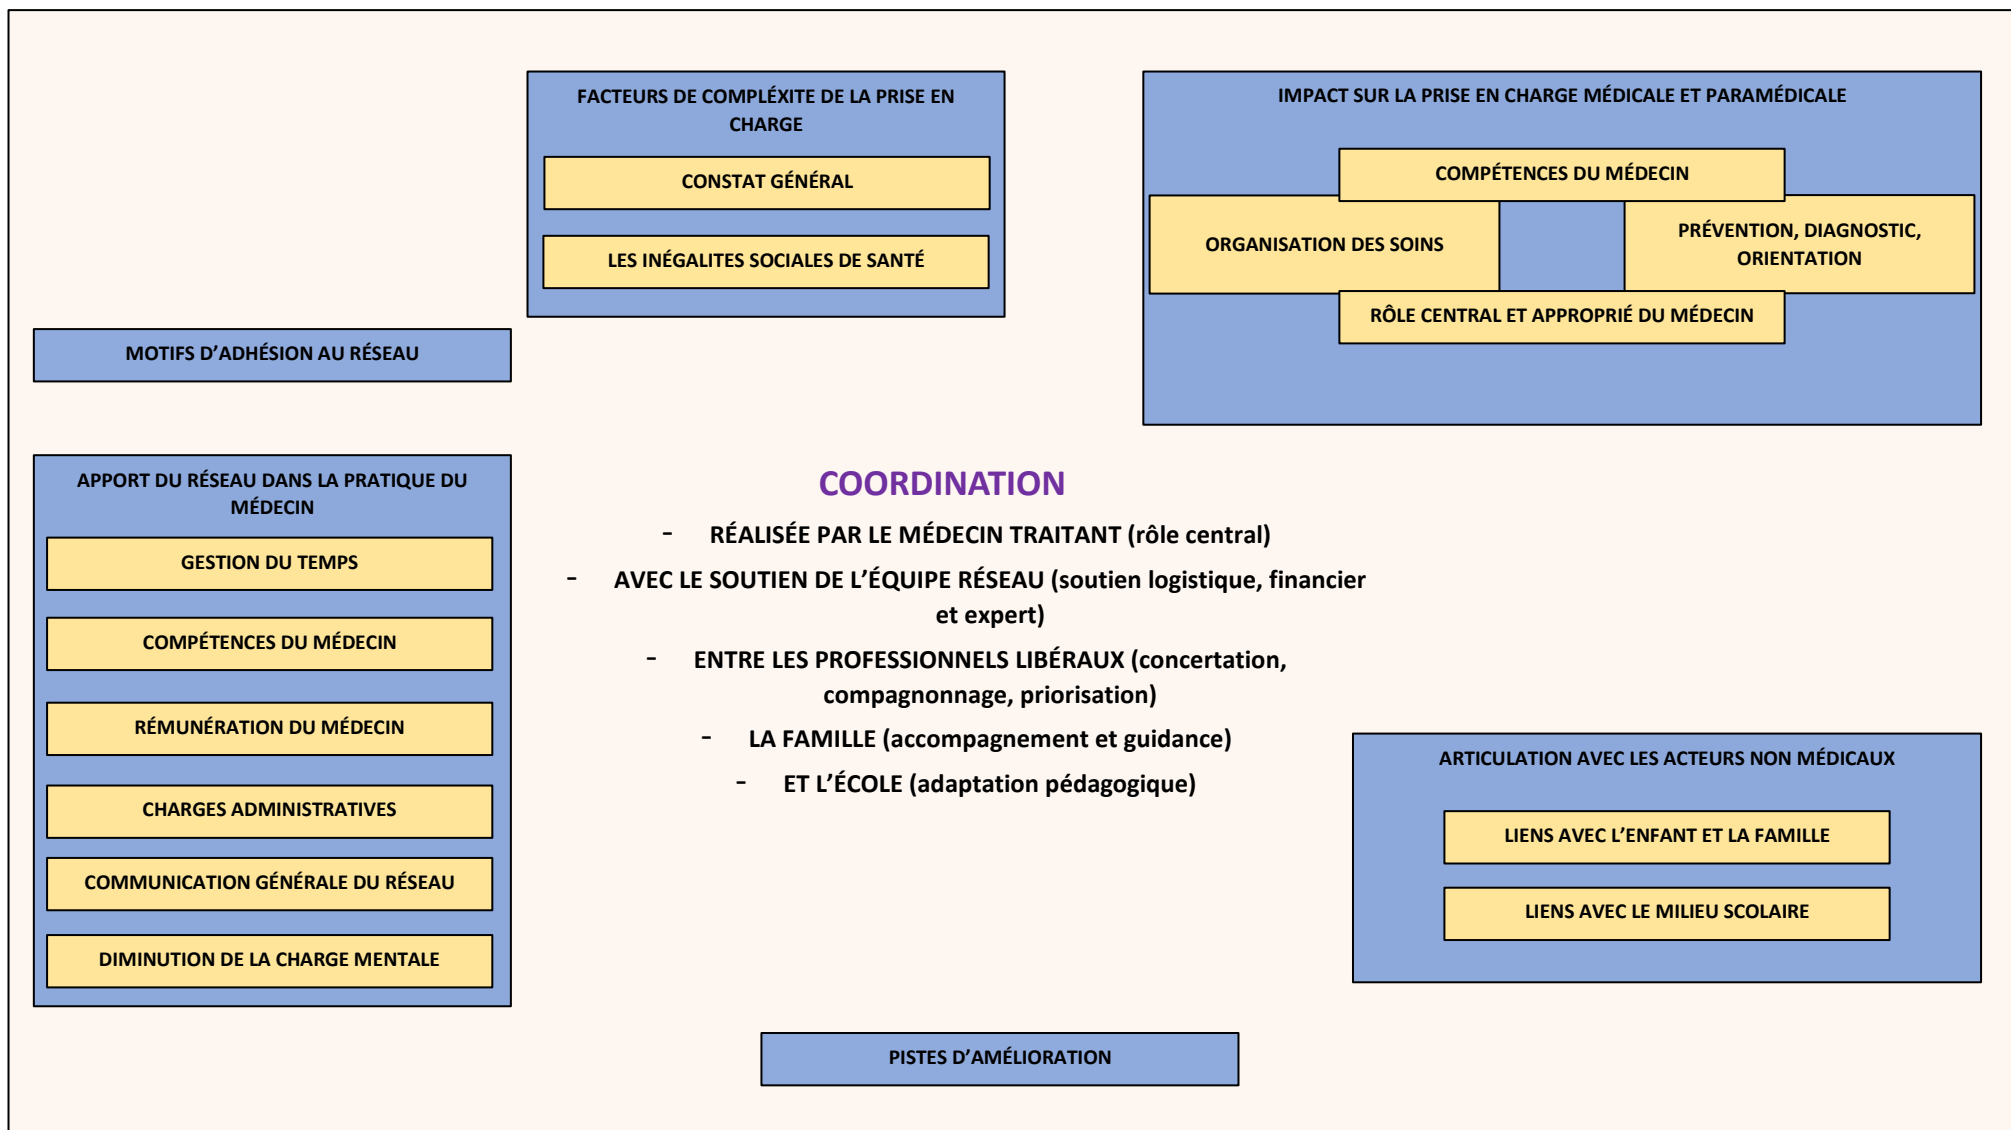 FACTEURS DE COMPLÉXITE DE LA PRISE EN
CHARGE
CONSTAT GÉNÉRAL
LES INÉGALITES SOCIALES DE SANTÉ
IMPACT SUR LA PRISE EN CHARGE MÉDICALE ET PARAMÉDICALE
COMPÉTENCES DU MÉDECIN
ORGANISATION DES SOINS
PRÉVENTION, DIAGNOSTIC,
ORIENTATION
RÔLE CENTRAL ET APPROPRIÉ DU MÉDECIN
MOTIFS D’ADHÉSION AU RÉSEAU
APPORT DU RÉSEAU DANS LA PRATIQUE DU
MÉDECIN
GESTION DU TEMPS
COMPÉTENCES DU MÉDECIN
RÉMUNÉRATION DU MÉDECIN
CHARGES ADMINISTRATIVES
COMMUNICATION GÉNÉRALE DU RÉSEAU
DIMINUTION DE LA CHARGE MENTALE
COORDINATION
- RÉALISÉE PAR LE MÉDECIN TRAITANT (rôle central)
- AVEC LE SOUTIEN DE L’ÉQUIPE RÉSEAU (soutien logistique, financier
et expert)
- ENTRE LES PROFESSIONNELS LIBÉRAUX (concertation,
compagnonnage, priorisation)
- LA FAMILLE (accompagnement et guidance)
- ET L’ÉCOLE (adaptation pédagogique)
ARTICULATION AVEC LES ACTEURS NON MÉDICAUX
LIENS AVEC L’ENFANT ET LA FAMILLE
LIENS AVEC LE MILIEU SCOLAIRE
PISTES D’AMÉLIORATION